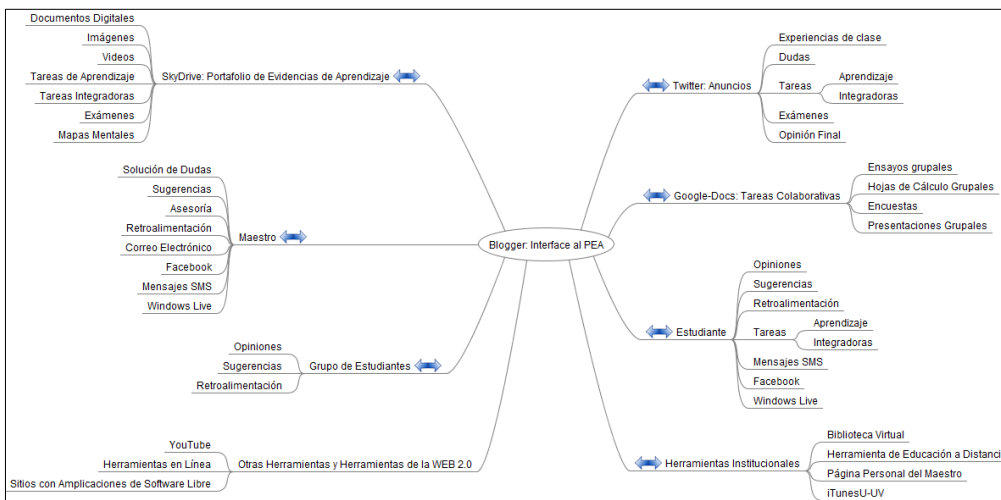 Documentos Digitales
Imágenes
Videos
Tareas de Aprendizaje
Tareas Integradoras
Exámenes
Mapas Mentales
SkyDrive: Portafolio de Evidencias de Aprendizaje
Solución de Dudas
Sugerencias
Asesoría
Retroalimentación
Correo Electrónico
Facebook
Mensajes SMS
Windows Live
Maestro
Opiniones
Sugerencias
Retroalimentación
Grupo de Estudiantes
YouTube
Herramientas en Línea
Sitios con Amplicaciones de Software Libre
Otras Herramientas y Herramientas de la WEB 2.0
Blogger: Interface al PEA
Twitter: Anuncios
Experiencias de clase
Dudas
Tareas
Aprendizaje
Integradoras
Exámenes
Opinión Final
Google-Docs: Tareas Colaborativas
Ensayos grupales
Hojas de Cálculo Grupales
Encuestas
Presentaciones Grupales
Estudiante
Opiniones
Sugerencias
Retroalimentación
Tareas
Aprendizaje
Integradoras
Mensajes SMS
Facebook
Windows Live
Herramientas Institucionales
Biblioteca Virtual
Herramienta de Educación a Distanci
Página Personal del Maestro
iTunesU-UV